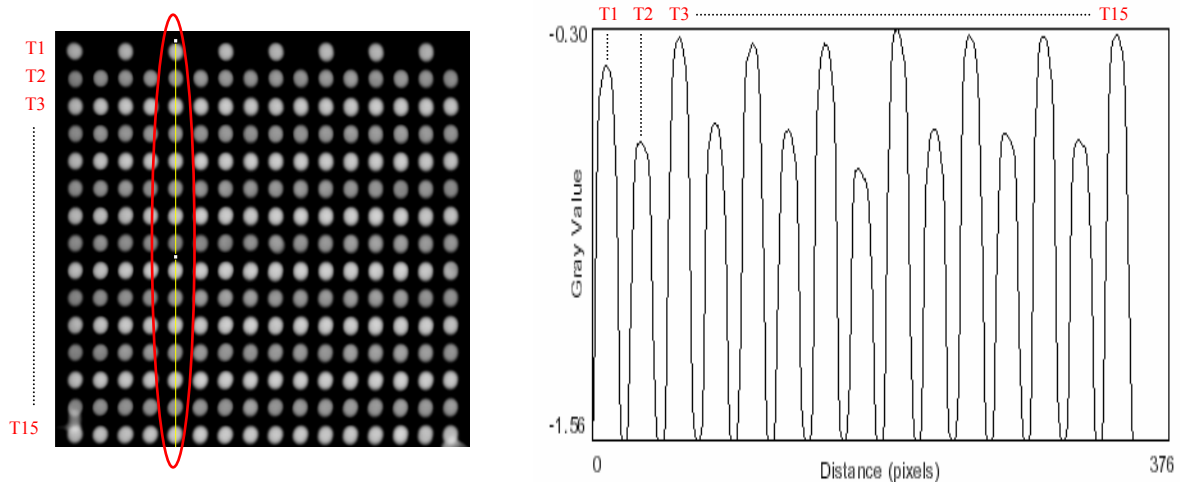 T1
T2
T3
T15
T1 T2 T3 T15
-0.30
Gray Value
-1.56
0 376
Distance (pixels)